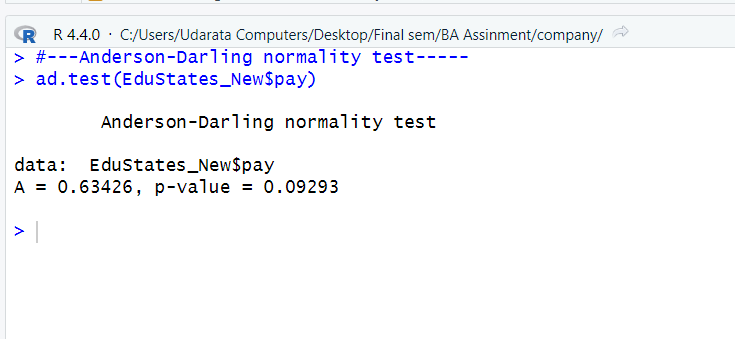 R R 4.4.0 · C:/Users/Udarata Computers/Desktop/Final sem/BA Assinment/company/
> #---Anderson-Darling normality test-----
> ad.test(EduStates_New$pay)
Anderson-Darling normality test
data:  EduStates_New$pay
A = 0.63426, p-value = 0.09293
>